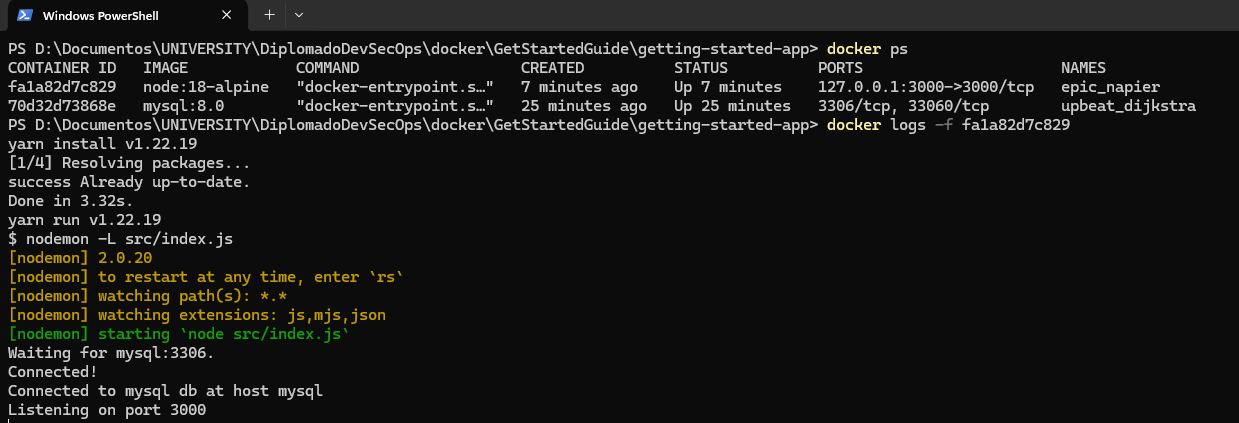 Windows PowerShell
PS D:\Documentos\UNIVERSITY\DiplomadoDevSecOps\docker\GetStartedGuide\getting-started-app> docker ps
CONTAINER ID   IMAGE            COMMAND                  CREATED          STATUS          PORTS                      NAMES
fa1a82d7c829   node:18-alpine   "docker-entrypoint.s…"   7 minutes ago    Up 7 minutes    127.0.0.1:3000->3000/tcp   epic_napier
70d32d73868e   mysql:8.0        "docker-entrypoint.s…"   25 minutes ago   Up 25 minutes   3306/tcp, 33060/tcp        upbeat_dijkstra
PS D:\Documentos\UNIVERSITY\DiplomadoDevSecOps\docker\GetStartedGuide\getting-started-app> docker logs -f fa1a82d7c829
yarn install v1.22.19
[1/4] Resolving packages...
success Already up-to-date.
Done in 3.32s.
yarn run v1.22.19
$ nodemon -L src/index.js
[nodemon] 2.0.20
[nodemon] to restart at any time, enter `rs`
[nodemon] watching path(s): *.*
[nodemon] watching extensions: js,mjs,json
[nodemon] starting `node src/index.js`
Waiting for mysql:3306.
Connected!
Connected to mysql db at host mysql
Listening on port 3000